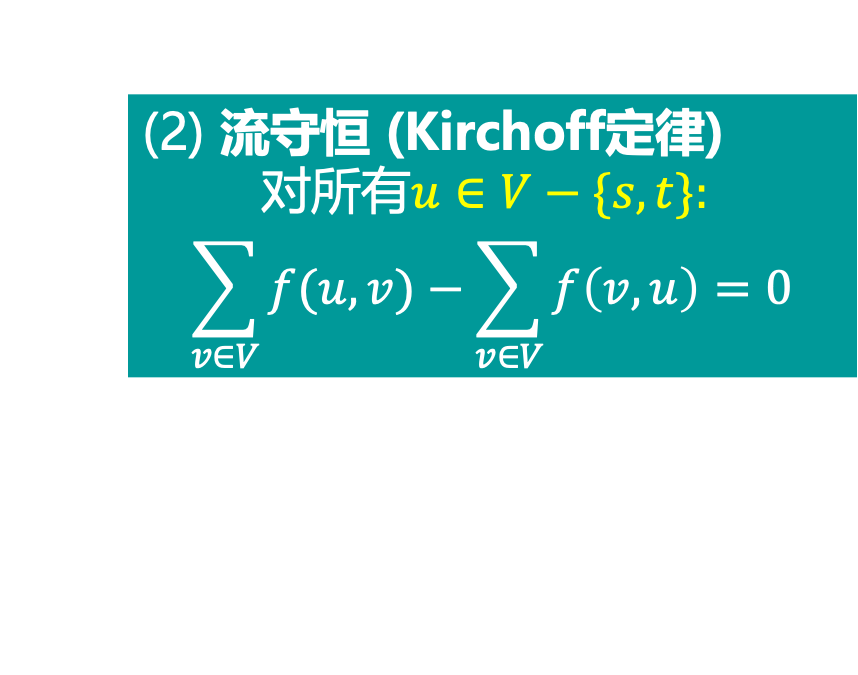 (2) 流守恒 (Kirchoff定律)
对所有u ∈ V − {s, t}:
∑ f(u, v) − ∑ f(v, u) = 0
v∈V v∈V